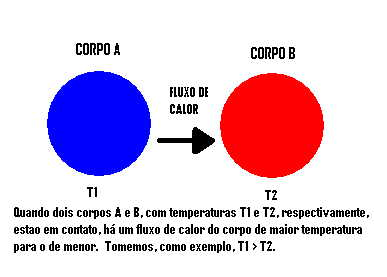 CORPO A
CORPO B
FLUXO DE
CALOR
T1
T2
Quando dois corpos A e B, com temperaturas T1 e T2, respectivamente,
estao em contato, há um fluxo de calor do corpo de maior temperatura
para o de menor. Tomemos, como exemplo, T1 > T2.